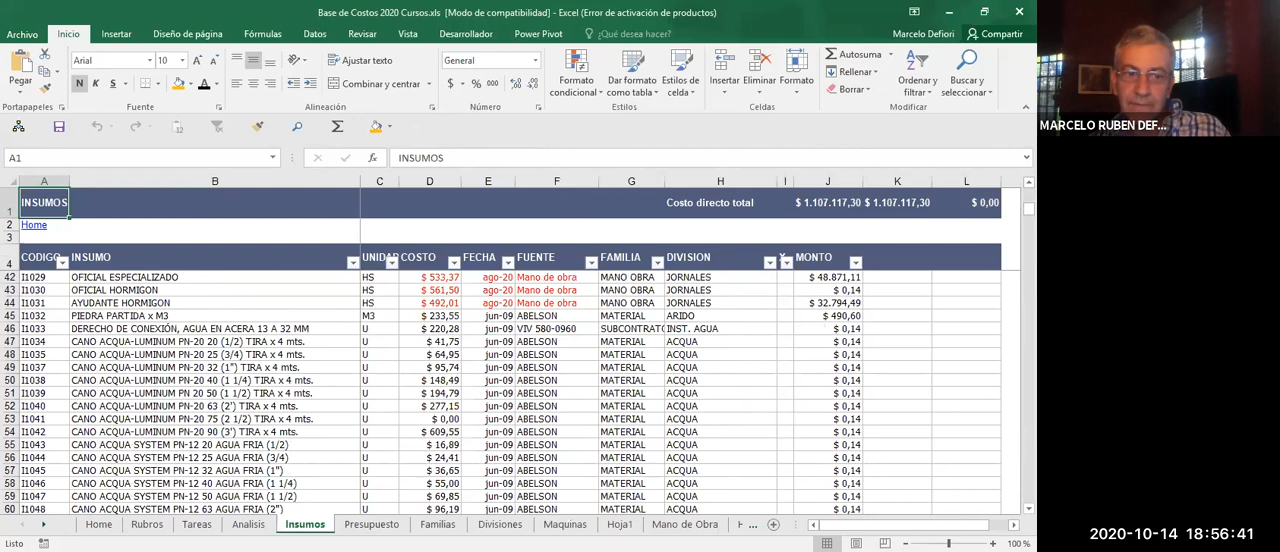 Base de Costos 2020 Cursos.xls [Modo de compatibilidad] - Excel (Error de activación de productos)
Archivo Inicio Insertar Diseño de página Fórmulas Datos Revisar Vista Desarrollador Power Pivot ¿Qué desea hacer? Marcelo Defiori Compartir
Pegar
Portapapeles
Arial 10
N K S
Fuente
Ajustar texto
Alineación
General
$ % 000
Número
Formato condicional
Dar formato como tabla
Estilos de celda
Estilos
Insertar Eliminar Formato
Celdas
Autosuma
Rellenar
Borrar
Ordenar y filtrar
Buscar y seleccionar
Modificar
MARCELO RUBEN DEF...
A1 fx INSUMOS
A B C D E F G H I J K L
1 INSUMOS Costo directo total $ 1.107.117,30 $ 1.107.117,30 $ 0,00
2 Home
3
4 CODIGO INSUMO UNIDAD COSTO FECHA FUENTE FAMILIA DIVISION X MONTO
42 I1029 OFICIAL ESPECIALIZADO HS $ 533,37 ago-20 Mano de obra MANO OBRA JORNALES $ 48.871,11
43 I1030 OFICIAL HORMIGON HS $ 561,50 ago-20 Mano de obra MANO OBRA JORNALES $ 0,14
44 I1031 AYUDANTE HORMIGON HS $ 492,01 ago-20 Mano de obra MANO OBRA JORNALES $ 32.794,49
45 I1032 PIEDRA PARTIDA x M3 M3 $ 233,55 jun-09 ABELSON MATERIAL ARIDO $ 490,60
46 I1033 DERECHO DE CONEXIÓN, AGUA EN ACERA 13 A 32 MM U $ 220,28 jun-09 VIV 580-0960 SUBCONTRATO INST. AGUA $ 0,14
47 I1034 CANO ACQUA-LUMINUM PN-20 20 (1/2) TIRA x 4 mts. U $ 41,75 jun-09 ABELSON MATERIAL ACQUA $ 0,14
48 I1035 CANO ACQUA-LUMINUM PN-20 25 (3/4) TIRA x 4 mts. U $ 64,95 jun-09 ABELSON MATERIAL ACQUA $ 0,14
49 I1037 CANO ACQUA-LUMINUM PN-20 32 (1") TIRA x 4 mts. U $ 95,74 jun-09 ABELSON MATERIAL ACQUA $ 0,14
50 I1038 CANO ACQUA-LUMINUM PN-20 40 (1 1/4) TIRA x 4 mts. U $ 148,49 jun-09 ABELSON MATERIAL ACQUA $ 0,14
51 I1039 CANO ACQUA-LUMINUM PN 20 50 (1 1/2) TIRA x 4 mts. U $ 194,79 jun-09 ABELSON MATERIAL ACQUA $ 0,14
52 I1040 CANO ACQUA-LUMINUM PN-20 63 (2') TIRA x 4 mts. U $ 277,15 jun-09 ABELSON MATERIAL ACQUA $ 0,14
53 I1041 CANO ACQUA-LUMINUM PN-20 75 (2 1/2) TIRA x 4 mts. U $ 0,00 jun-09 ABELSON MATERIAL ACQUA $ 0,14
54 I1042 CANO ACQUA-LUMINUM PN-20 90 (3') TIRA x 4 mts. U $ 609,55 jun-09 ABELSON MATERIAL ACQUA $ 0,14
55 I1043 CANO ACQUA SYSTEM PN-12 20 AGUA FRIA (1/2) U $ 16,89 jun-09 ABELSON MATERIAL ACQUA $ 0,14
56 I1044 CANO ACQUA SYSTEM PN-12 25 AGUA FRIA (3/4) U $ 24,41 jun-09 ABELSON MATERIAL ACQUA $ 0,14
57 I1045 CANO ACQUA SYSTEM PN-12 32 AGUA FRIA (1") U $ 36,65 jun-09 ABELSON MATERIAL ACQUA $ 0,14
58 I1046 CANO ACQUA SYSTEM PN-12 40 AGUA FRIA (1 1/4) U $ 55,00 jun-09 ABELSON MATERIAL ACQUA $ 0,14
59 I1047 CANO ACQUA SYSTEM PN-12 50 AGUA FRIA (1 1/2) U $ 69,85 jun-09 ABELSON MATERIAL ACQUA $ 0,14
60 I1048 CANO ACQUA SYSTEM PN-12 63 AGUA FRIA (2") U $ 96,19 jun-09 ABELSON MATERIAL ACQUA $ 0,14
Home Rubros Tareas Analisis Insumos Presupuesto Familias Divisiones Maquinas Hoja1 Mano de Obra ...
Listo 100 %
2020-10-14 18:56:41